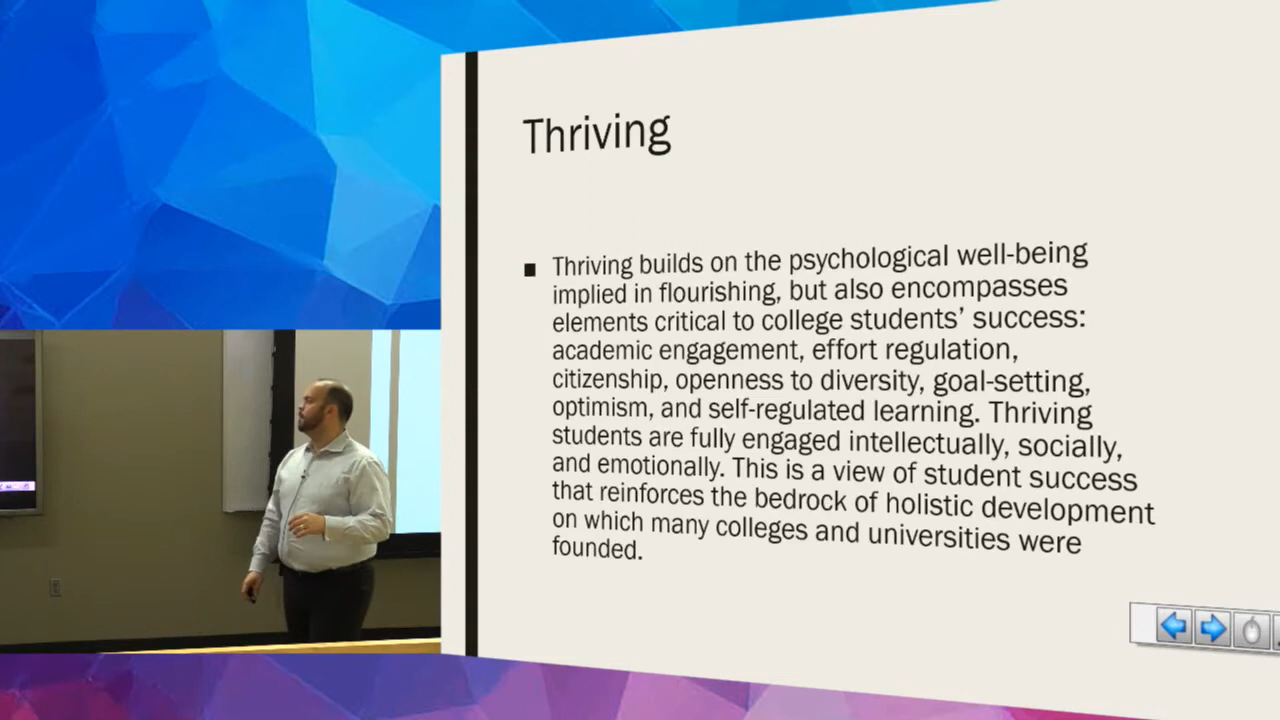 Thriving
Thriving builds on the psychological well-being
implied in flourishing, but also encompasses
elements critical to college students’ success:
academic engagement, effort regulation,
citizenship, openness to diversity, goal-setting,
optimism, and self-regulated learning. Thriving
students are fully engaged intellectually, socially,
and emotionally. This is a view of student success
that reinforces the bedrock of holistic development
on which many colleges and universities were
founded.